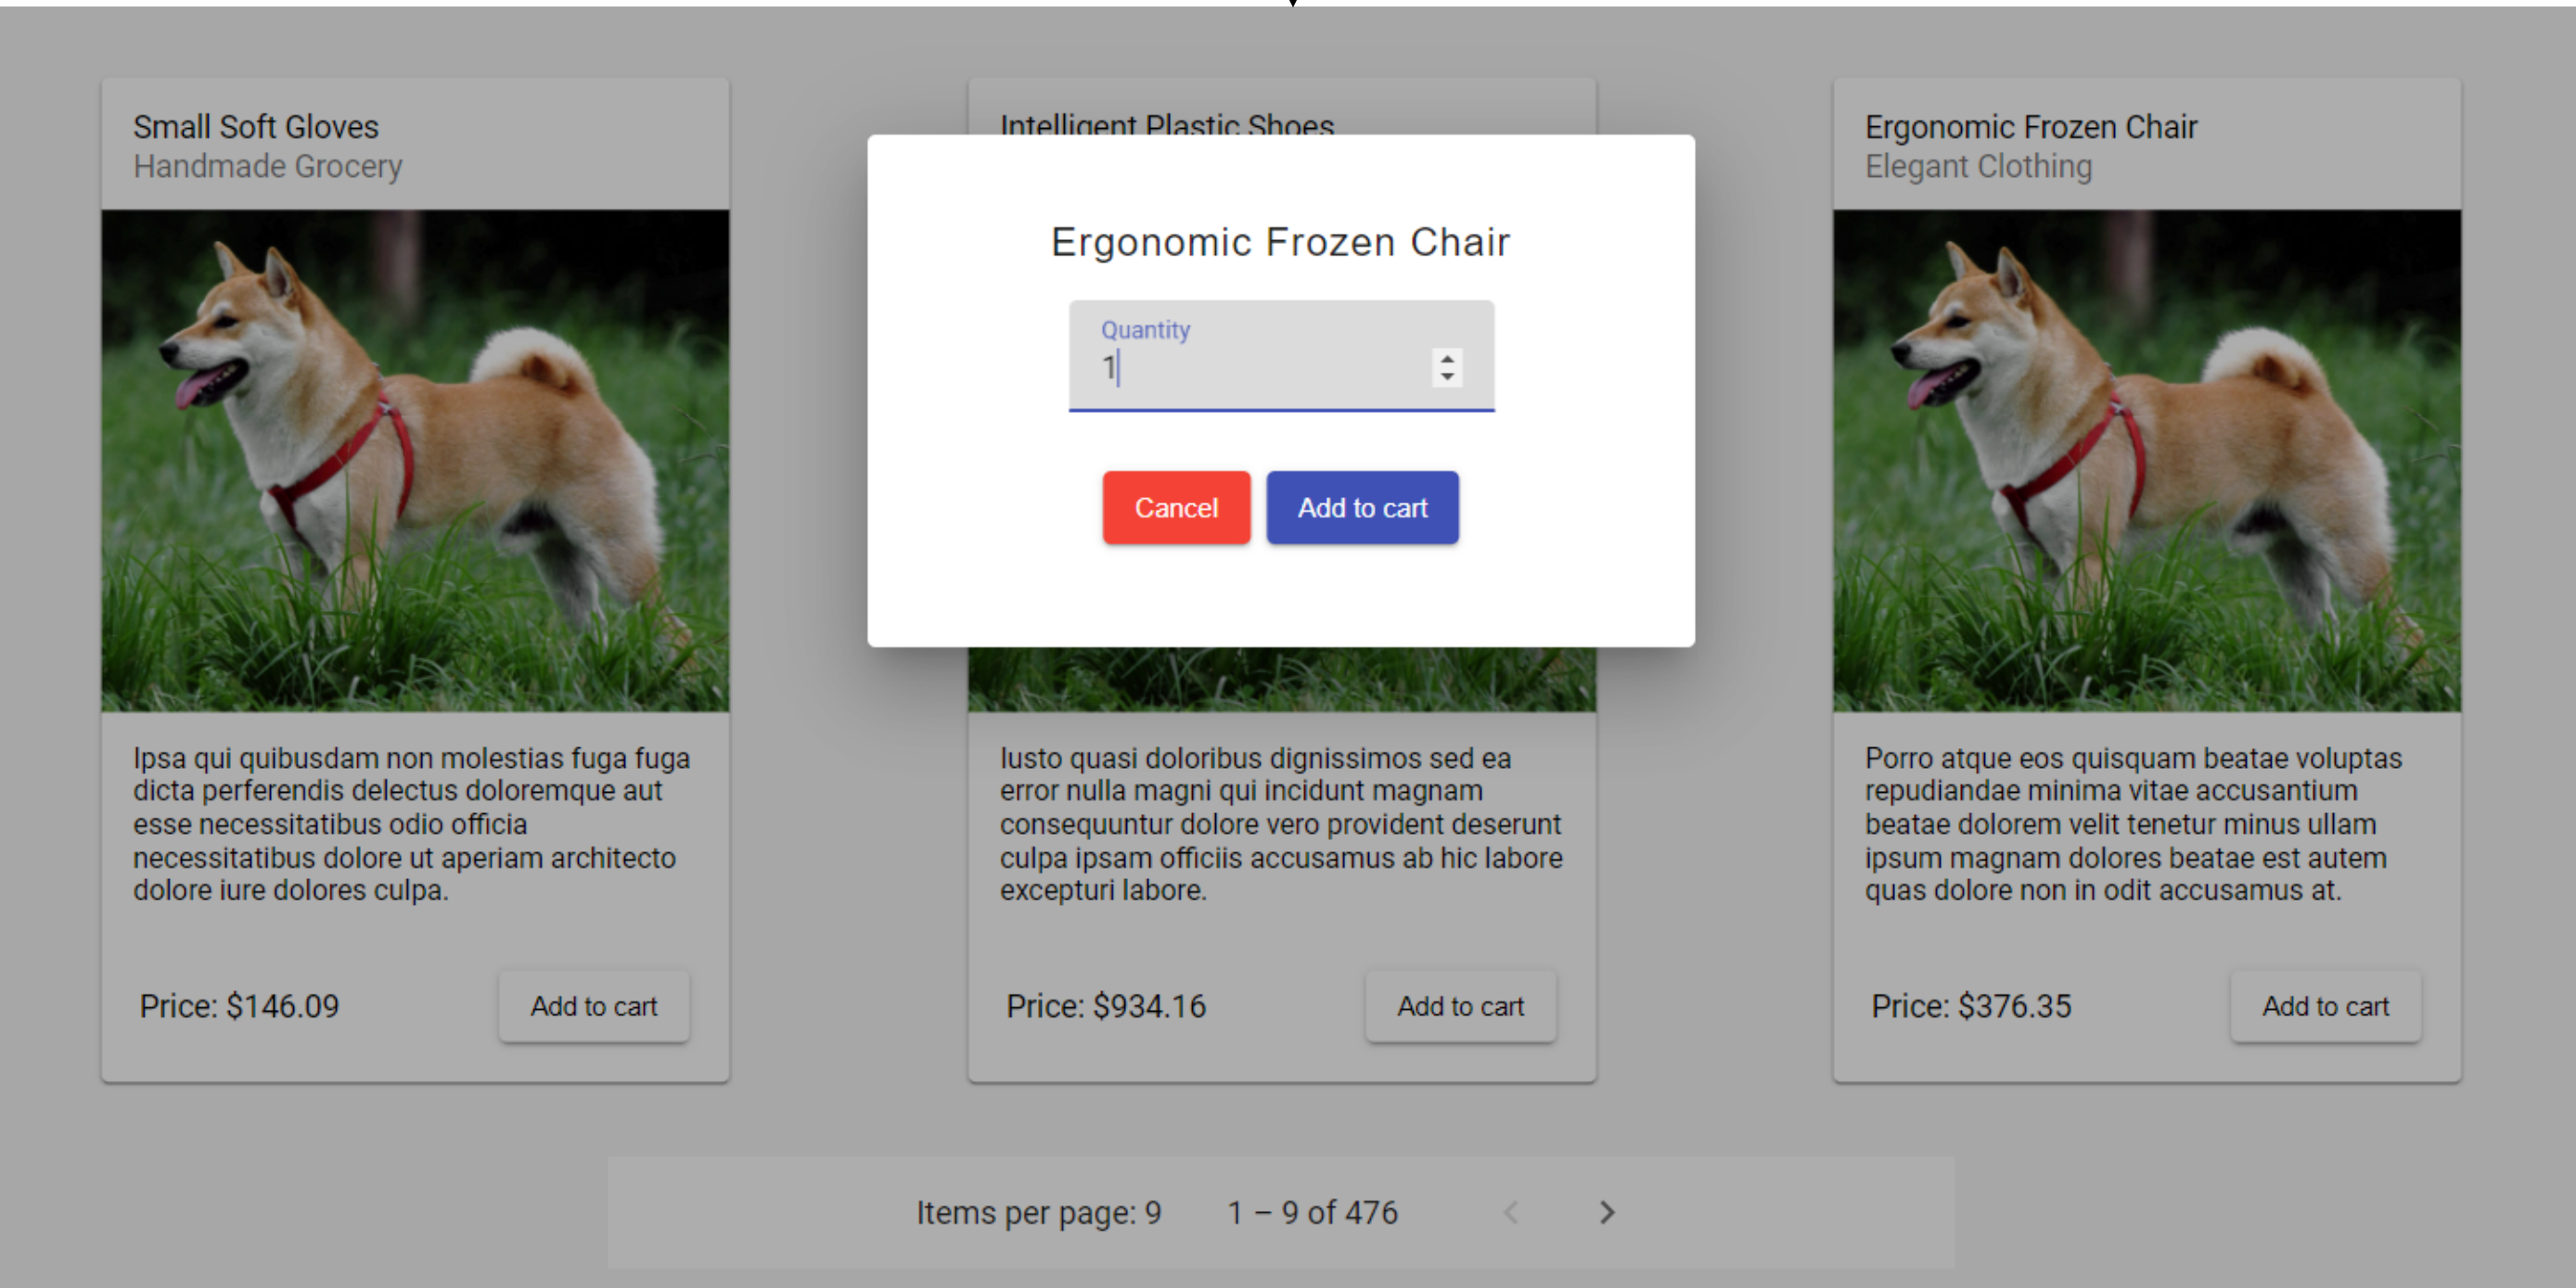 Small Soft Gloves
Handmade Grocery
Ipsa qui quibusdam non molestias fuga fuga
dicta perferendis delectus doloremque aut
esse necessitatibus odio officia
necessitatibus dolore ut aperiam architecto
dolore iure dolores culpa.
Price: $146.09
Add to cart
Intelligent Plastic Shoes
Ergonomic Frozen Chair
Quantity
1
Cancel
Add to cart
Iusto quasi doloribus dignissimos sed ea
error nulla magni qui incidunt magnam
consequuntur dolore vero provident deserunt
culpa ipsam officiis accusamus ab hic labore
excepturi labore.
Price: $934.16
Add to cart
Ergonomic Frozen Chair
Elegant Clothing
Porro atque eos quisquam beatae voluptas
repudiandae minima vitae accusantium
beatae dolorem velit tenetur minus ullam
ipsum magnam dolores beatae est autem
quas dolore non in odit accusamus at.
Price: $376.35
Add to cart
Items per page: 9
1 – 9 of 476